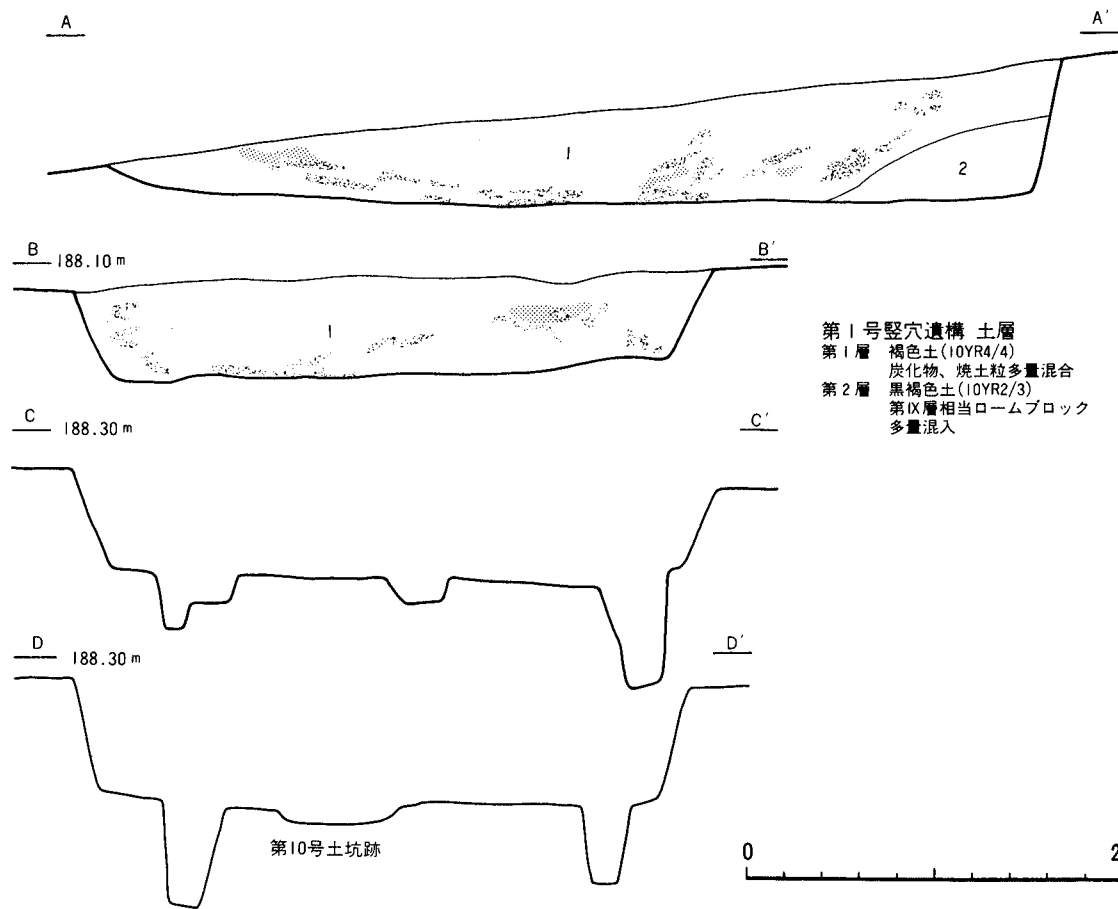 A A′
1
2
B 188.10m B′
1
第1号竪穴遺構 土層
第1層 褐色土(10YR4/4)
炭化物、焼土粒多量混合
第2層 黒褐色土(10YR2/3)
第Ⅸ層相当ロームブロック
多量混入
C 188.30m C′
D 188.30m D′
第10号土坑跡
0 2